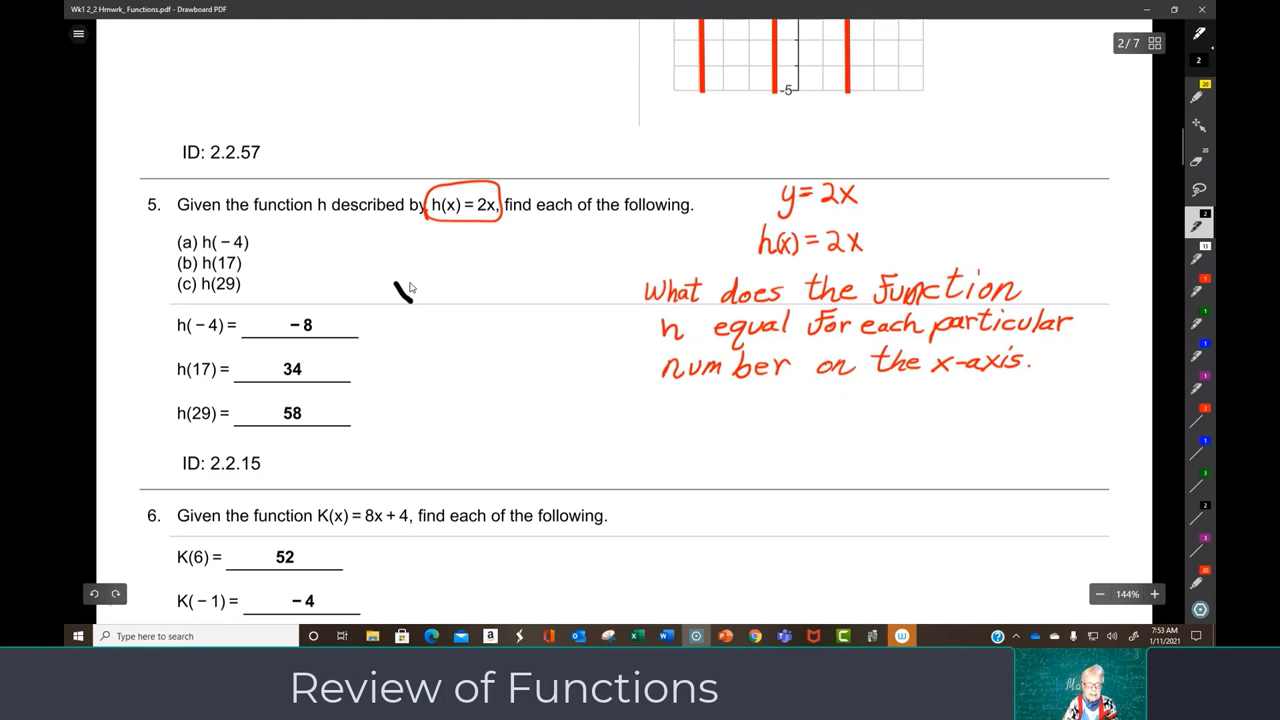 Wk1 2_2 Hmwrk_ Functions.pdf - Drawboard PDF
2
2 / 7
-5
ID: 2.2.57
5. Given the function h described by h(x) = 2x, find each of the following.
y = 2x
(a) h( − 4)
h(x) = 2x
(b) h(17)
(c) h(29)
What does the function
h equal for each particular
number on the x-axis.
h( − 4) = − 8
h(17) = 34
h(29) = 58
ID: 2.2.15
6. Given the function K(x) = 8x + 4, find each of the following.
K(6) = 52
K( − 1) = − 4
144%
Type here to search
7:53 AM
1/11/2021
Review of Functions